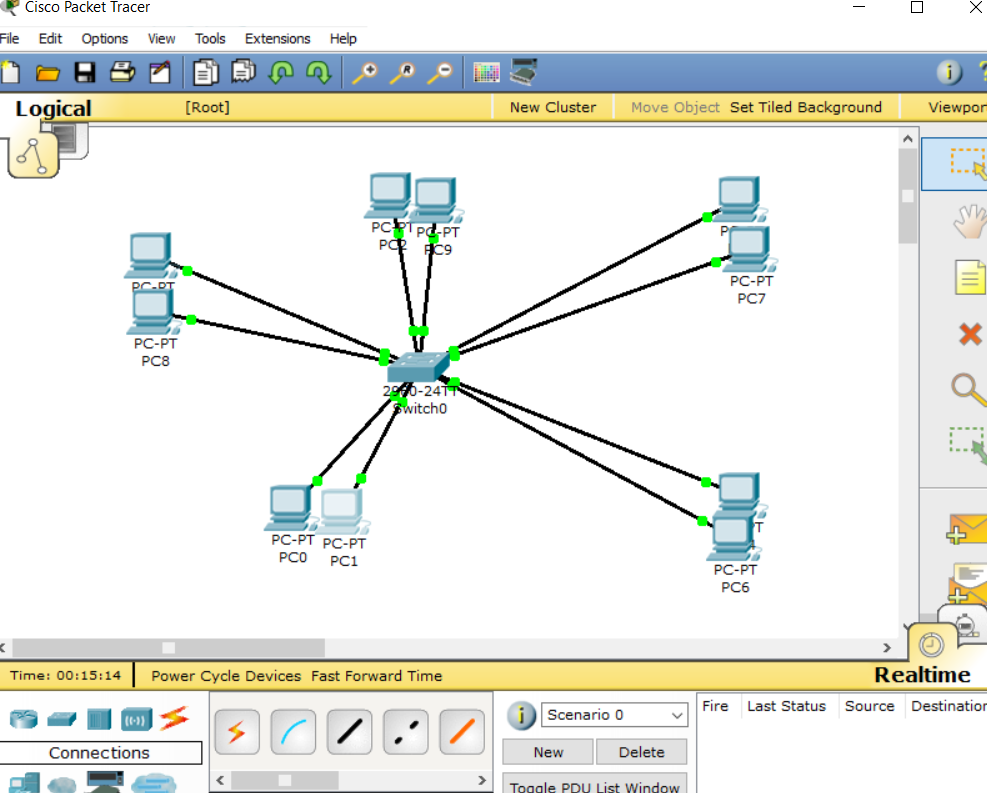 Cisco Packet Tracer
File Edit Options View Tools Extensions Help
Logical [Root] New Cluster Move Object Set Tiled Background Viewpor
PC-PT PC-PT
PC2 PC9
PC-PT
PC7
PC-PT
PC-PT
PC8
2960-24TT
Switch0
PC-PT PC-PT
PC0 PC1
PC-PT
PC6
Time: 00:15:14 Power Cycle Devices Fast Forward Time Realtime
Scenario 0
Fire Last Status Source Destination
Connections
New Delete
Toggle PDU List Window